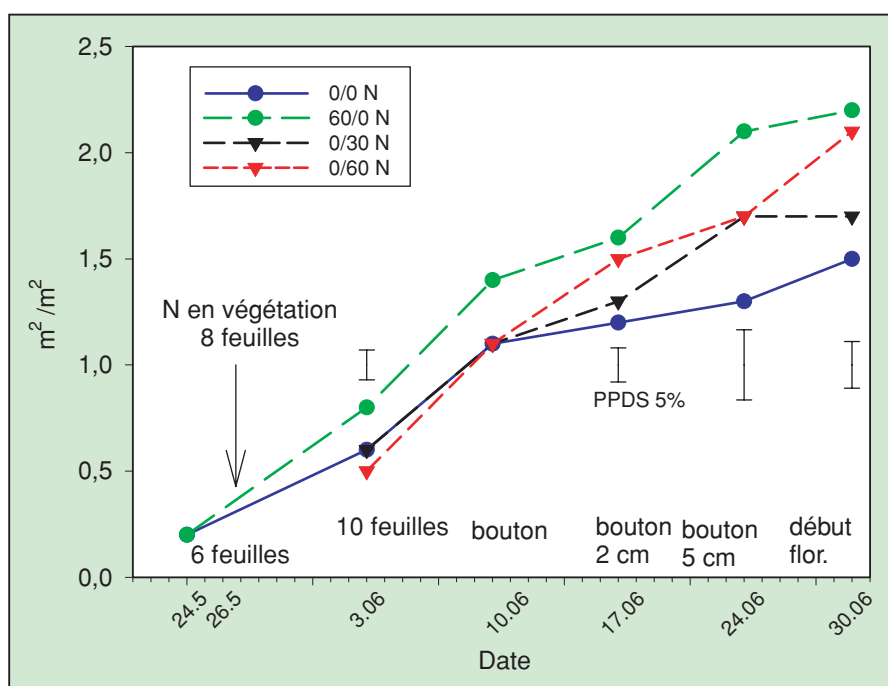 2,5
2,0
1,5
1,0
0,5
0,0
m² /m²
0/0 N
60/0 N
0/30 N
0/60 N
N en végétation
8 feuilles
PPDS 5%
6 feuilles
10 feuilles
bouton
bouton
2 cm
bouton
5 cm
début
flor.
24.5
26.5
3.06
10.06
17.06
24.06
30.06
Date